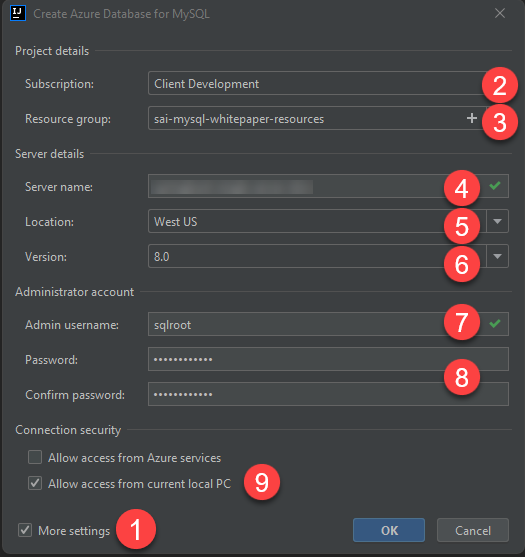 IJ Create Azure Database for MySQL
Project details
Subscription: Client Development 2
Resource group: sai-mysql-whitepaper-resources + 3
Server details
Server name: 4
Location: West US 5
Version: 8.0 6
Administrator account
Admin username: sqlroot 7
Password: ••••••••••••
8
Confirm password: ••••••••••••
Connection security
Allow access from Azure services
Allow access from current local PC 9
More settings 1 OK Cancel